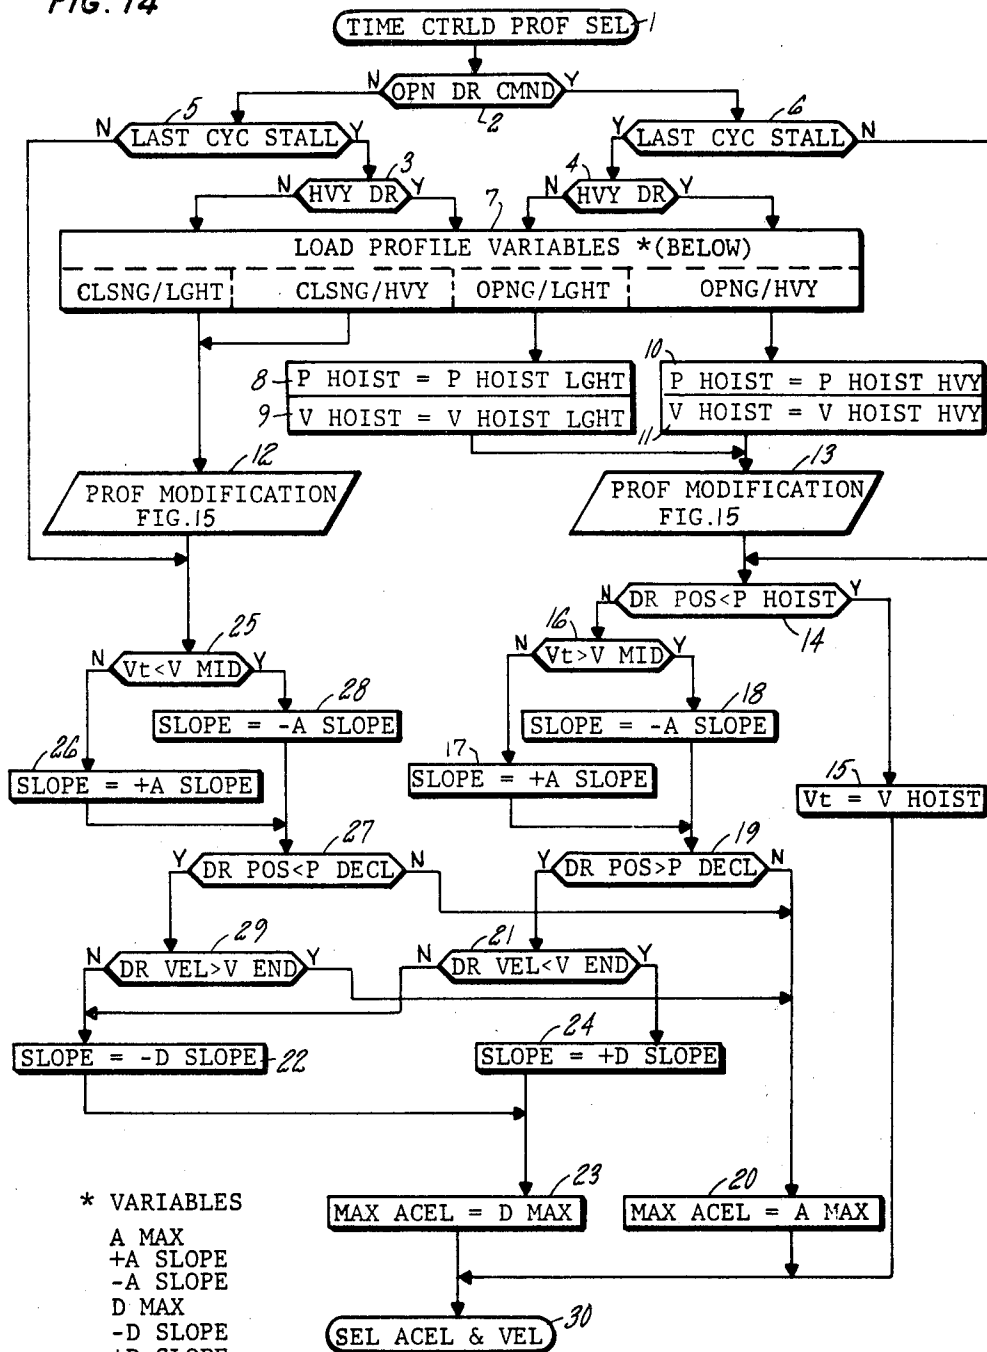 FIG. 14
TIME CTRLD PROF SEL 1
N OPN DR CMND Y
2
5 6
N LAST CYC STALL Y
Y LAST CYC STALL N
3 4
N HVY DR Y
N HVY DR Y
7
LOAD PROFILE VARIABLES *(BELOW)
CLSNG/LGHT CLSNG/HVY OPNG/LGHT OPNG/HVY
8 P HOIST = P HOIST LGHT
9 V HOIST = V HOIST LGHT
10 P HOIST = P HOIST HVY
11 V HOIST = V HOIST HVY
12
PROF MODIFICATION
FIG.15
13
PROF MODIFICATION
FIG.15
N DR POS<P HOIST Y
14
25
N Vt<V MID Y
16
N Vt>V MID Y
28
SLOPE = -A SLOPE
18
SLOPE = -A SLOPE
26
SLOPE = +A SLOPE
17
SLOPE = +A SLOPE
15
Vt = V HOIST
27
Y DR POS<P DECL N
19
Y DR POS>P DECL N
29
N DR VEL>V END Y
21
N DR VEL<V END Y
SLOPE = -D SLOPE 22
24
SLOPE = +D SLOPE
23
MAX ACEL = D MAX
20
MAX ACEL = A MAX
SEL ACEL & VEL 30
* VARIABLES
A MAX
+A SLOPE
-A SLOPE
D MAX
-D SLOPE
+D SLOPE